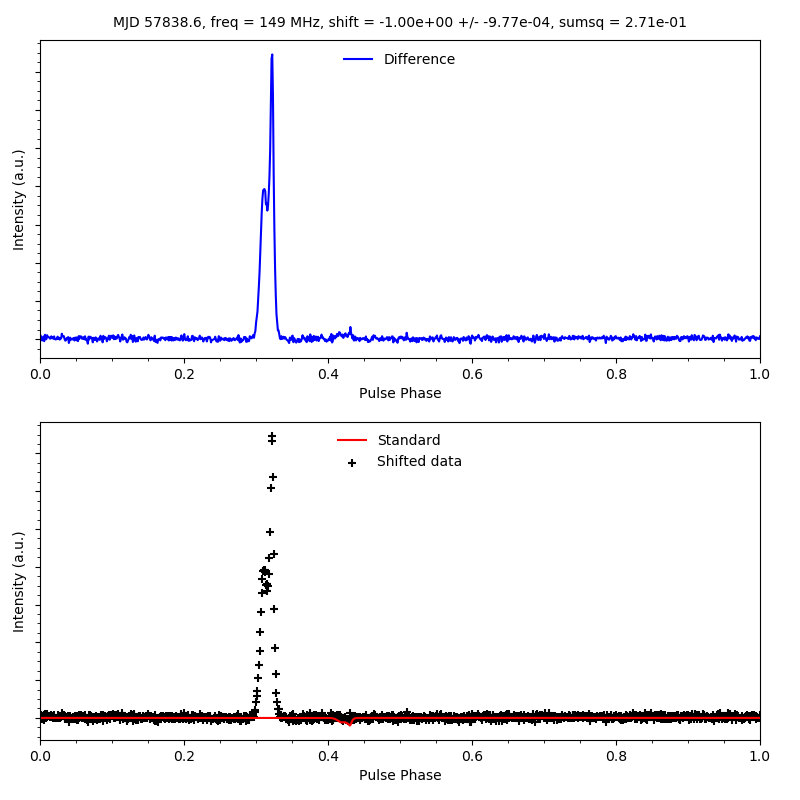 MJD 57838.6, freq = 149 MHz, shift = -1.00e+00 +/- -9.77e-04, sumsq = 2.71e-01
Difference
Intensity (a.u.)
0.0 0.2 0.4 0.6 0.8 1.0
Pulse Phase
Standard
Shifted data
Intensity (a.u.)
0.0 0.2 0.4 0.6 0.8 1.0
Pulse Phase